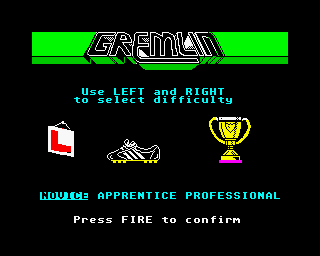 GREMLIN
Use LEFT and RIGHT
to select difficulty
L
NOVICE APPRENTICE PROFESSIONAL
Press FIRE to confirm